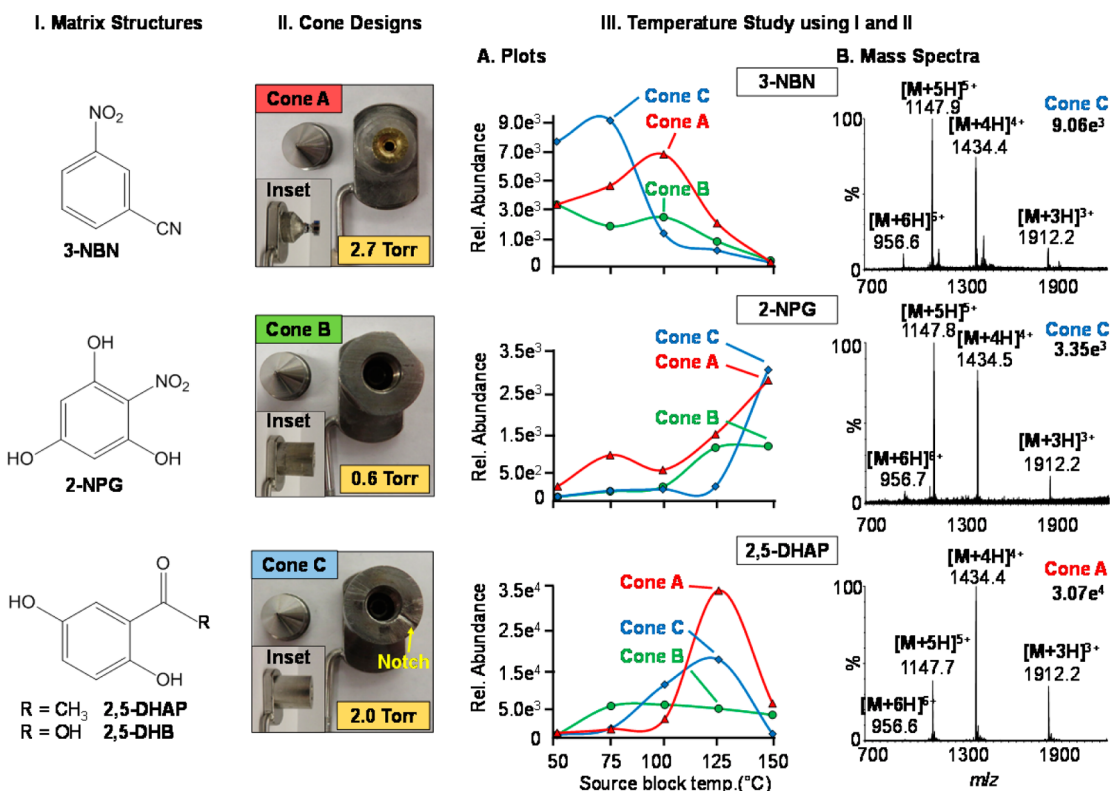 I. Matrix Structures
II. Cone Designs
III. Temperature Study using I and II
A. Plots
B. Mass Spectra
NO₂
CN
3-NBN
Cone A
Inset
2.7 Torr
3-NBN
Cone C
Cone A
Cone B
Rel. Abundance
9.0e³
7.0e³
5.0e³
3.0e³
1.0e³
0
[M+5H]⁵⁺
1147.9
Cone C
9.06e³
[M+4H]⁴⁺
1434.4
[M+6H]⁶⁺
956.6
[M+3H]³⁺
1912.2
100
%
0
700
1300
1900
OH
NO₂
HO
OH
2-NPG
Cone B
Inset
0.6 Torr
2-NPG
Cone C
Cone A
Cone B
Rel. Abundance
3.5e³
2.5e³
1.5e³
5.0e²
0
[M+5H]⁵⁺
1147.8
Cone C
3.35e³
[M+4H]⁴⁺
1434.5
[M+6H]⁶⁺
956.7
[M+3H]³⁺
1912.2
100
%
0
700
1300
1900
O
HO
R
OH
R = CH₃ 2,5-DHAP
R = OH 2,5-DHB
Cone C
Notch
Inset
2.0 Torr
2,5-DHAP
Cone A
Cone C
Cone B
Rel. Abundance
3.5e⁴
2.5e⁴
1.5e⁴
5.0e³
0
50
75
100
125
150
Source block temp.(°C)
[M+4H]⁴⁺
1434.4
Cone A
3.07e⁴
[M+5H]⁵⁺
1147.7
[M+3H]³⁺
1912.2
[M+6H]⁶⁺
956.6
100
%
0
700
1300
1900
m/z